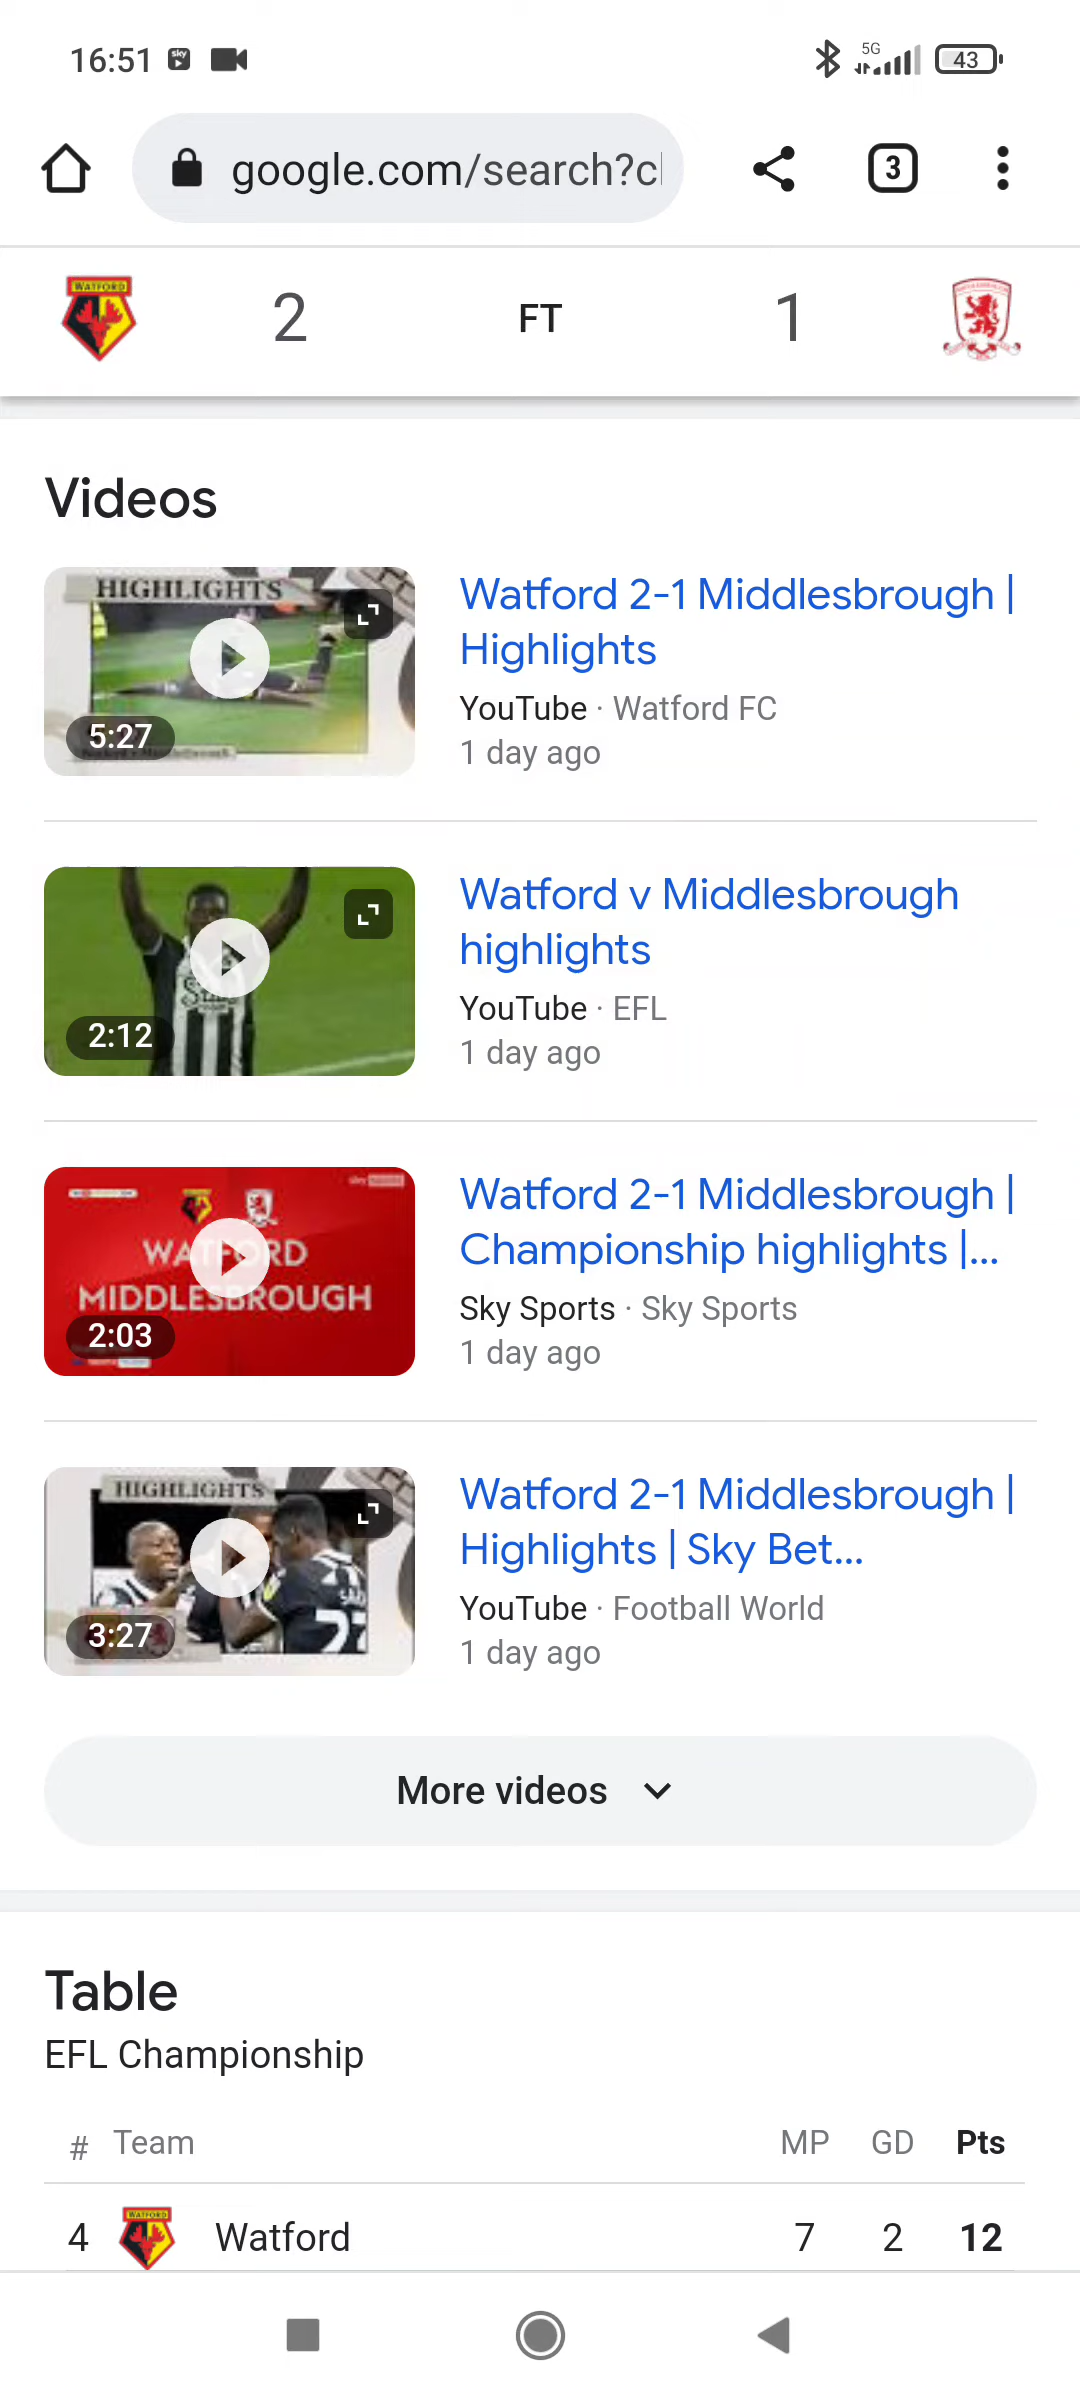 16:51
5G
43
google.com/search?c
3
WATFORD
2
FT
1
Videos
HIGHLIGHTS
5:27
Watford 2-1 Middlesbrough |
Highlights
YouTube · Watford FC
1 day ago
2:12
Watford v Middlesbrough
highlights
YouTube · EFL
1 day ago
WATFORD
MIDDLESBROUGH
2:03
Watford 2-1 Middlesbrough |
Championship highlights |...
Sky Sports · Sky Sports
1 day ago
HIGHLIGHTS
3:27
Watford 2-1 Middlesbrough |
Highlights | Sky Bet...
YouTube · Football World
1 day ago
More videos
Table
EFL Championship
# Team MP GD Pts
4 WATFORD Watford 7 2 12